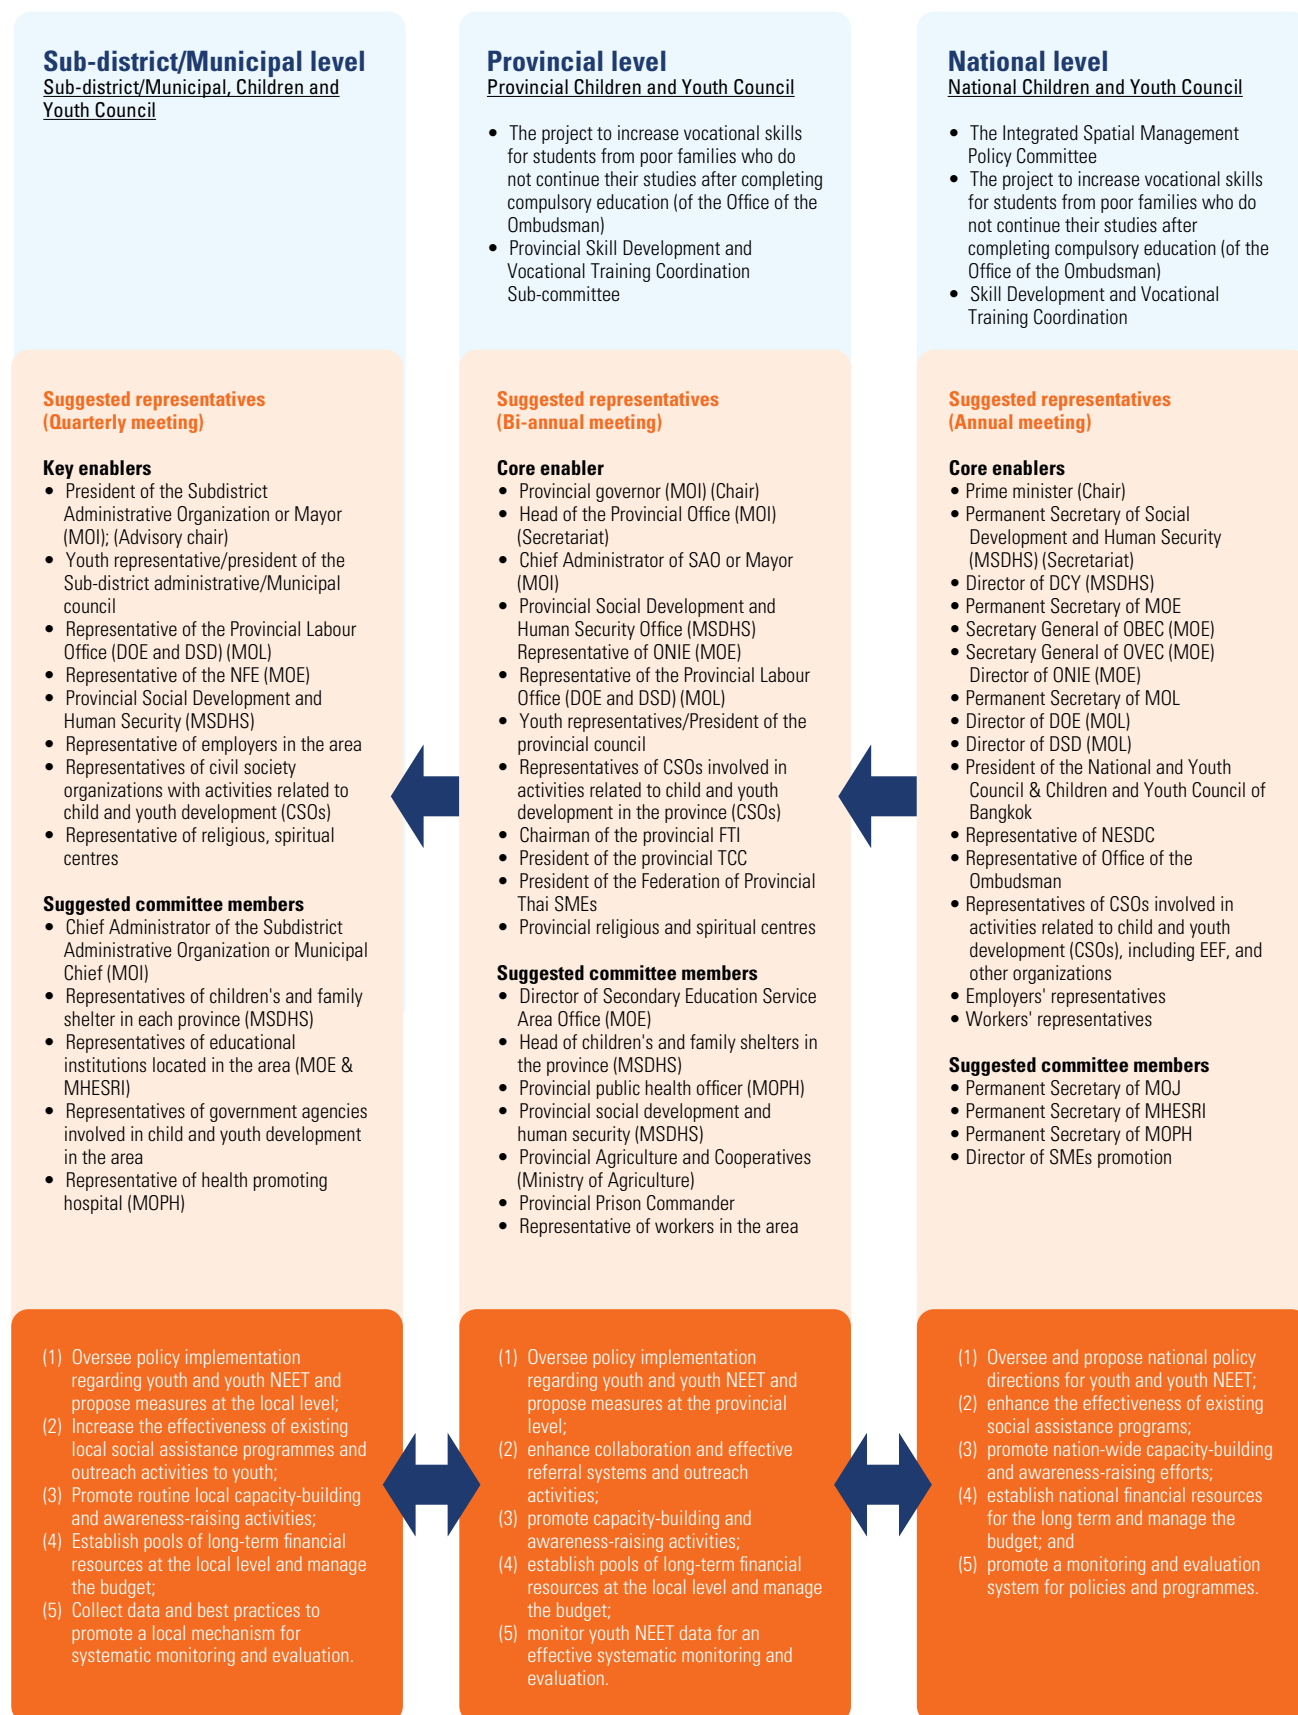 Sub-district/Municipal level
Sub-district/Municipal, Children and
Youth Council
Suggested representatives
(Quarterly meeting)
Key enablers
• President of the Subdistrict
Administrative Organization or Mayor
(MOI); (Advisory chair)
• Youth representative/president of the
Sub-district administrative/Municipal
council
• Representative of the Provincial Labour
Office (DOE and DSD) (MOL)
• Representative of the NFE (MOE)
• Provincial Social Development and
Human Security (MSDHS)
• Representative of employers in the area
• Representatives of civil society
organizations with activities related to
child and youth development (CSOs)
• Representative of religious, spiritual
centres
Suggested committee members
• Chief Administrator of the Subdistrict
Administrative Organization or Municipal
Chief (MOI)
• Representatives of children's and family
shelter in each province (MSDHS)
• Representatives of educational
institutions located in the area (MOE &
MHESRI)
• Representatives of government agencies
involved in child and youth development
in the area
• Representative of health promoting
hospital (MOPH)
(1) Oversee policy implementation
regarding youth and youth NEET and
propose measures at the local level;
(2) Increase the effectiveness of existing
local social assistance programmes and
outreach activities to youth;
(3) Promote routine local capacity-building
and awareness-raising activities;
(4) Establish pools of long-term financial
resources at the local level and manage
the budget;
(5) Collect data and best practices to
promote a local mechanism for
systematic monitoring and evaluation.
Provincial level
Provincial Children and Youth Council
• The project to increase vocational skills
for students from poor families who do
not continue their studies after completing
compulsory education (of the Office of the
Ombudsman)
• Provincial Skill Development and
Vocational Training Coordination
Sub-committee
Suggested representatives
(Bi-annual meeting)
Core enabler
• Provincial governor (MOI) (Chair)
• Head of the Provincial Office (MOI)
(Secretariat)
• Chief Administrator of SAO or Mayor
(MOI)
• Provincial Social Development and
Human Security Office (MSDHS)
Representative of ONIE (MOE)
• Representative of the Provincial Labour
Office (DOE and DSD) (MOL)
• Youth representatives/President of the
provincial council
• Representatives of CSOs involved in
activities related to child and youth
development in the province (CSOs)
• Chairman of the provincial FTI
• President of the provincial TCC
• President of the Federation of Provincial
Thai SMEs
• Provincial religious and spiritual centres
Suggested committee members
• Director of Secondary Education Service
Area Office (MOE)
• Head of children's and family shelters in
the province (MSDHS)
• Provincial public health officer (MOPH)
• Provincial social development and
human security (MSDHS)
• Provincial Agriculture and Cooperatives
(Ministry of Agriculture)
• Provincial Prison Commander
• Representative of workers in the area
(1) Oversee policy implementation
regarding youth and youth NEET and
propose measures at the provincial
level;
(2) enhance collaboration and effective
referral systems and outreach
activities;
(3) promote capacity-building and
awareness-raising activities;
(4) establish pools of long-term financial
resources at the local level and manage
the budget;
(5) monitor youth NEET data for an
effective systematic monitoring and
evaluation.
National level
National Children and Youth Council
• The Integrated Spatial Management
Policy Committee
• The project to increase vocational skills
for students from poor families who do
not continue their studies after
completing compulsory education (of the
Office of the Ombudsman)
• Skill Development and Vocational
Training Coordination
Suggested representatives
(Annual meeting)
Core enablers
• Prime minister (Chair)
• Permanent Secretary of Social
Development and Human Security
(MSDHS) (Secretariat)
• Director of DCY (MSDHS)
• Permanent Secretary of MOE
• Secretary General of OBEC (MOE)
• Secretary General of OVEC (MOE)
Director of ONIE (MOE)
• Permanent Secretary of MOL
• Director of DOE (MOL)
• Director of DSD (MOL)
• President of the National and Youth
Council & Children and Youth Council of
Bangkok
• Representative of NESDC
• Representative of Office of the
Ombudsman
• Representatives of CSOs involved in
activities related to child and youth
development (CSOs), including EEF, and
other organizations
• Employers' representatives
• Workers' representatives
Suggested committee members
• Permanent Secretary of MOJ
• Permanent Secretary of MHESRI
• Permanent Secretary of MOPH
• Director of SMEs promotion
(1) Oversee and propose national policy
directions for youth and youth NEET;
(2) enhance the effectiveness of existing
social assistance programs;
(3) promote nation-wide capacity-building
and awareness-raising efforts;
(4) establish national financial resources
for the long term and manage the
budget; and
(5) promote a monitoring and evaluation
system for policies and programmes.